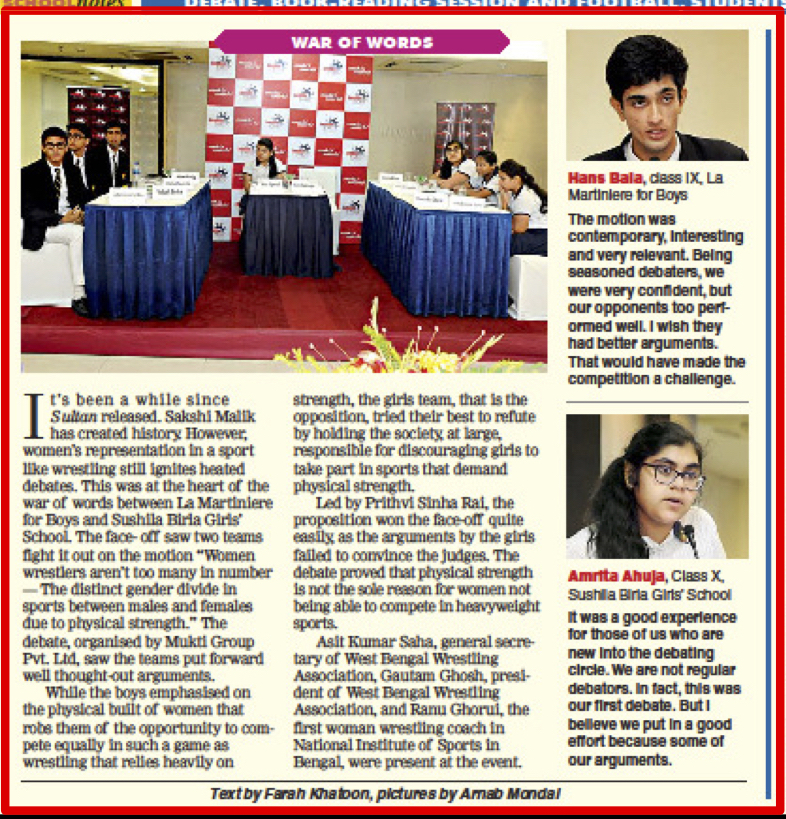 SCHOOL notes
DEBATE, BOOK-READING SESSION AND FOOTBALL. STUDENTS
WAR OF WORDS
It's been a while since
Sultan released. Sakshi Malik
has created history. However,
women's representation in a sport
like wrestling still ignites heated
debates. This was at the heart of the
war of words between La Martiniere
for Boys and Sushila Birla Girls'
School. The face- off saw two teams
fight it out on the motion “Women
wrestlers aren't too many in number
— The distinct gender divide in
sports between males and females
due to physical strength.” The
debate, organised by Mukti Group
Pvt. Ltd, saw the teams put forward
well thought-out arguments.
While the boys emphasised on
the physical built of women that
robs them of the opportunity to com-
pete equally in such a game as
wrestling that relies heavily on
strength, the girls team, that is the
opposition, tried their best to refute
by holding the society, at large,
responsible for discouraging girls to
take part in sports that demand
physical strength.
Led by Prithvi Sinha Rai, the
proposition won the face-off quite
easily, as the arguments by the girls
failed to convince the judges. The
debate proved that physical strength
is not the sole reason for women not
being able to compete in heavyweight
sports.
Asit Kumar Saha, general secre-
tary of West Bengal Wrestling
Association, Gautam Ghosh, presi-
dent of West Bengal Wrestling
Association, and Ranu Ghorui, the
first woman wrestling coach in
National Institute of Sports in
Bengal, were present at the event.
Hans Bala, class IX, La
Martiniere for Boys
The motion was
contemporary, interesting
and very relevant. Being
seasoned debaters, we
were very confident, but
our opponents too perf-
ormed well. I wish they
had better arguments.
That would have made the
competition a challenge.
Amrita Ahuja, Class X,
Sushila Birla Girls' School
It was a good experience
for those of us who are
new into the debating
circle. We are not regular
debators. In fact, this was
our first debate. But I
believe we put in a good
effort because some of
our arguments.
Text by Farah Khatoon, pictures by Arnab Mondal